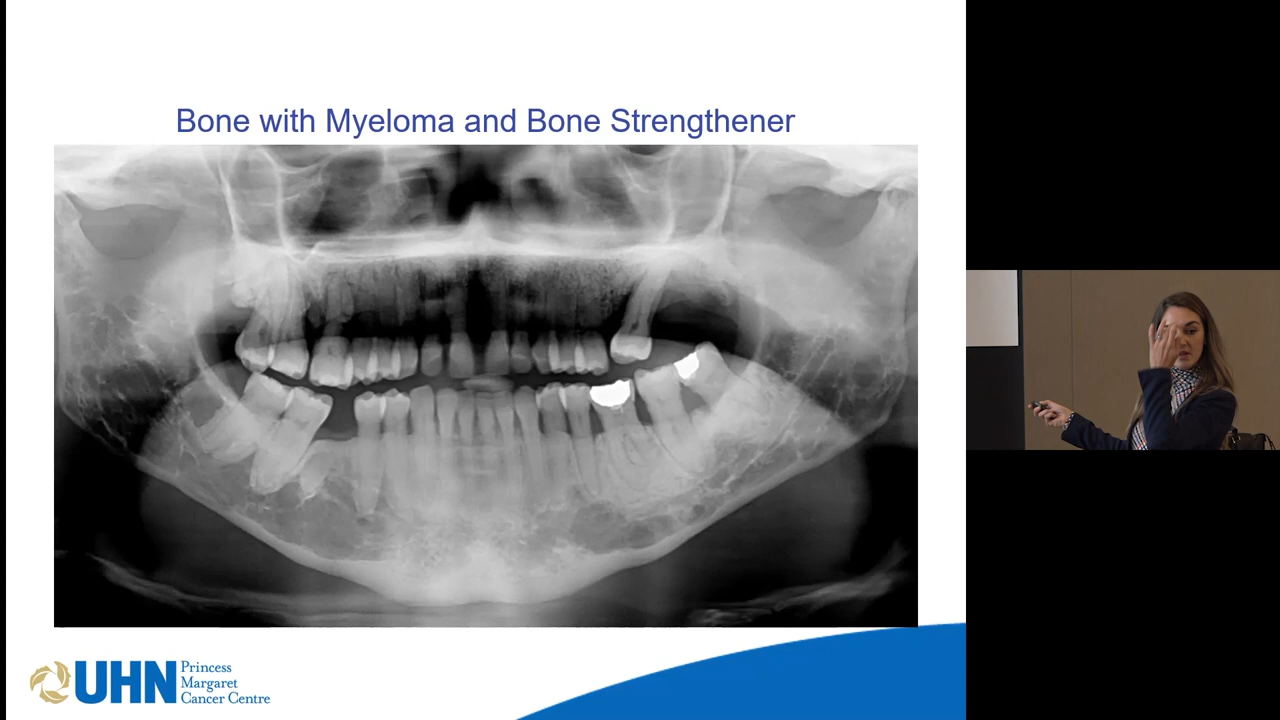 Bone with Myeloma and Bone Strengthener
UHN
Princess
Margaret
Cancer Centre